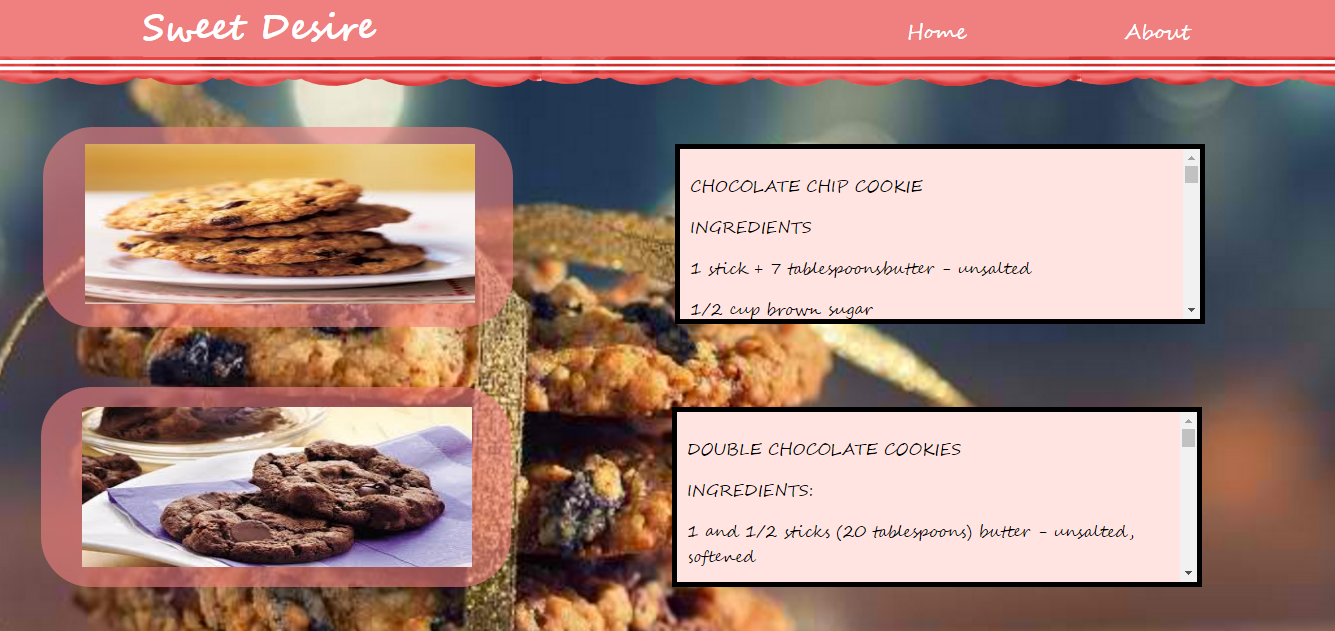 Sweet Desire
Home
About
CHOCOLATE CHIP COOKIE
INGREDIENTS
1 stick + 7 tablespoonsbutter - unsalted
1/2 cup brown sugar
DOUBLE CHOCOLATE COOKIES
INGREDIENTS:
1 and 1/2 sticks (20 tablespoons) butter - unsalted,
softened